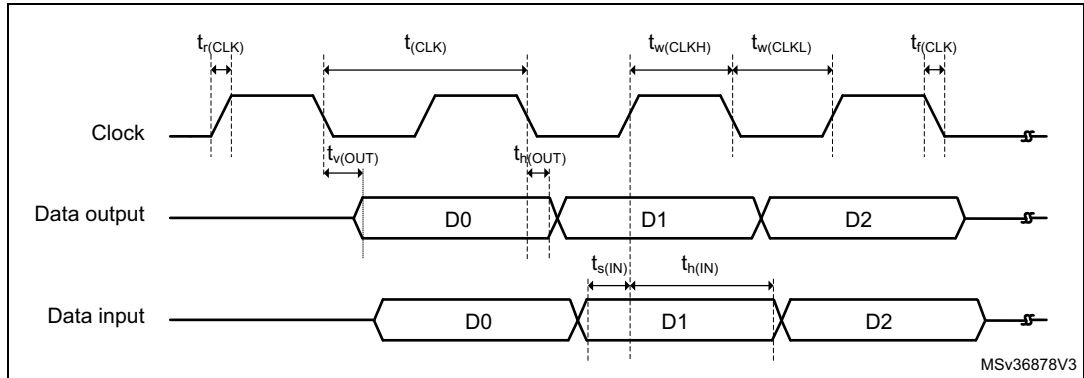 tr(CLK) t(CLK) tw(CLKH) tw(CLKL) tf(CLK)
Clock
tv(OUT) th(OUT)
Data output D0 D1 D2
ts(IN) th(IN)
Data input D0 D1 D2
MSv36878V3